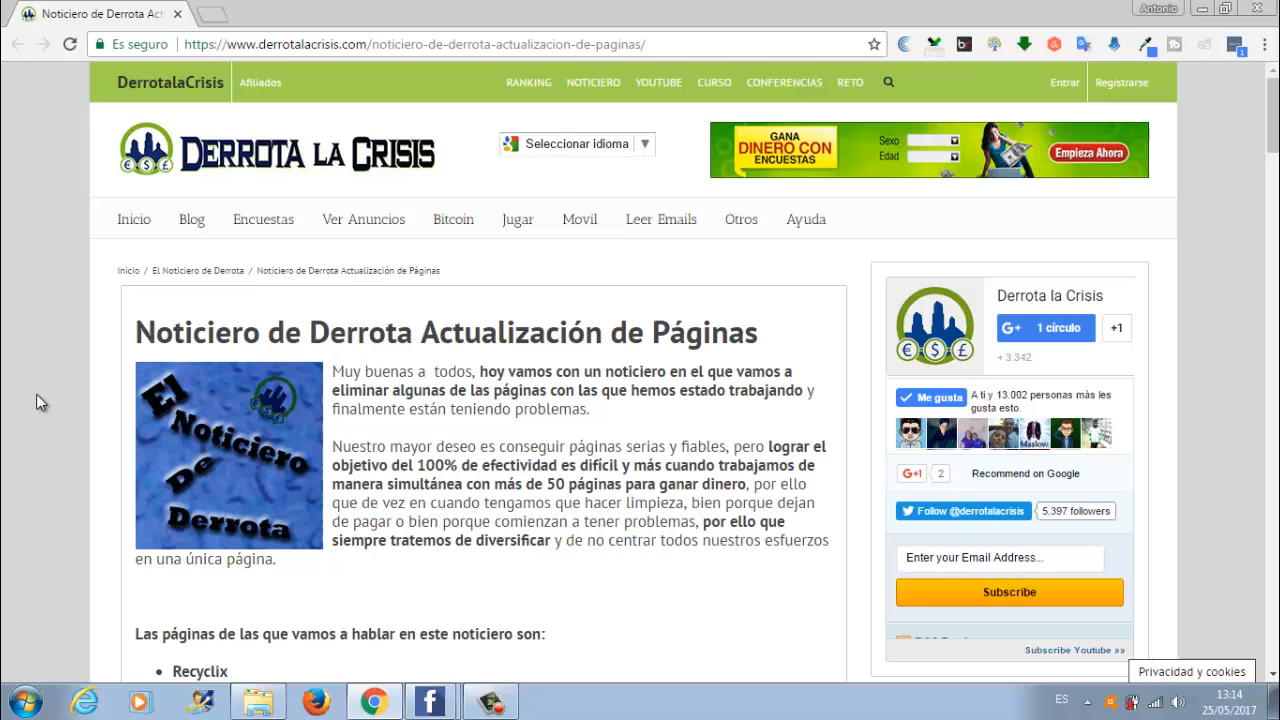 Noticiero de Derrota Act
Antonio
Es seguro
https://www.derrotalacrisis.com/noticiero-de-derrota-actualizacion-de-paginas/
DerrotalaCrisis
Afiliados
RANKING NOTICIERO YOUTUBE CURSO CONFERENCIAS RETO
Entrar
Registrarse
DERROTA LA CRISIS
Seleccionar idioma
GANA
DINERO CON
ENCUESTAS
Sexo
Edad
Empieza Ahora
Inicio Blog Encuestas Ver Anuncios Bitcoin Jugar Movil Leer Emails Otros Ayuda
Inicio / El Noticiero de Derrota / Noticiero de Derrota Actualización de Páginas
Noticiero de Derrota Actualización de Páginas
El
Noticiero
De
Derrota
Muy buenas a todos, hoy vamos con un noticiero en el que vamos a
eliminar algunas de las páginas con las que hemos estado trabajando y
finalmente están teniendo problemas.
Nuestro mayor deseo es conseguir páginas serias y fiables, pero lograr el
objetivo del 100% de efectividad es difícil y más cuando trabajamos de
manera simultánea con más de 50 páginas para ganar dinero, por ello
que de vez en cuando tengamos que hacer limpieza, bien porque dejan
de pagar o bien porque comienzan a tener problemas, por ello que
siempre tratemos de diversificar y de no centrar todos nuestros esfuerzos
en una única página.
Las páginas de las que vamos a hablar en este noticiero son:
• Recyclix
Derrota la Crisis
G+ 1 círculo
+1
+ 3.342
Me gusta
A ti y 13.002 personas más les
gusta esto.
Maslow
G+1
2
Recommend on Google
Follow @derrotalacrisis
5,397 followers
Enter your Email Address...
Subscribe
Subscribe Youtube »»
Privacidad y cookies
ES
13:14
25/05/2017